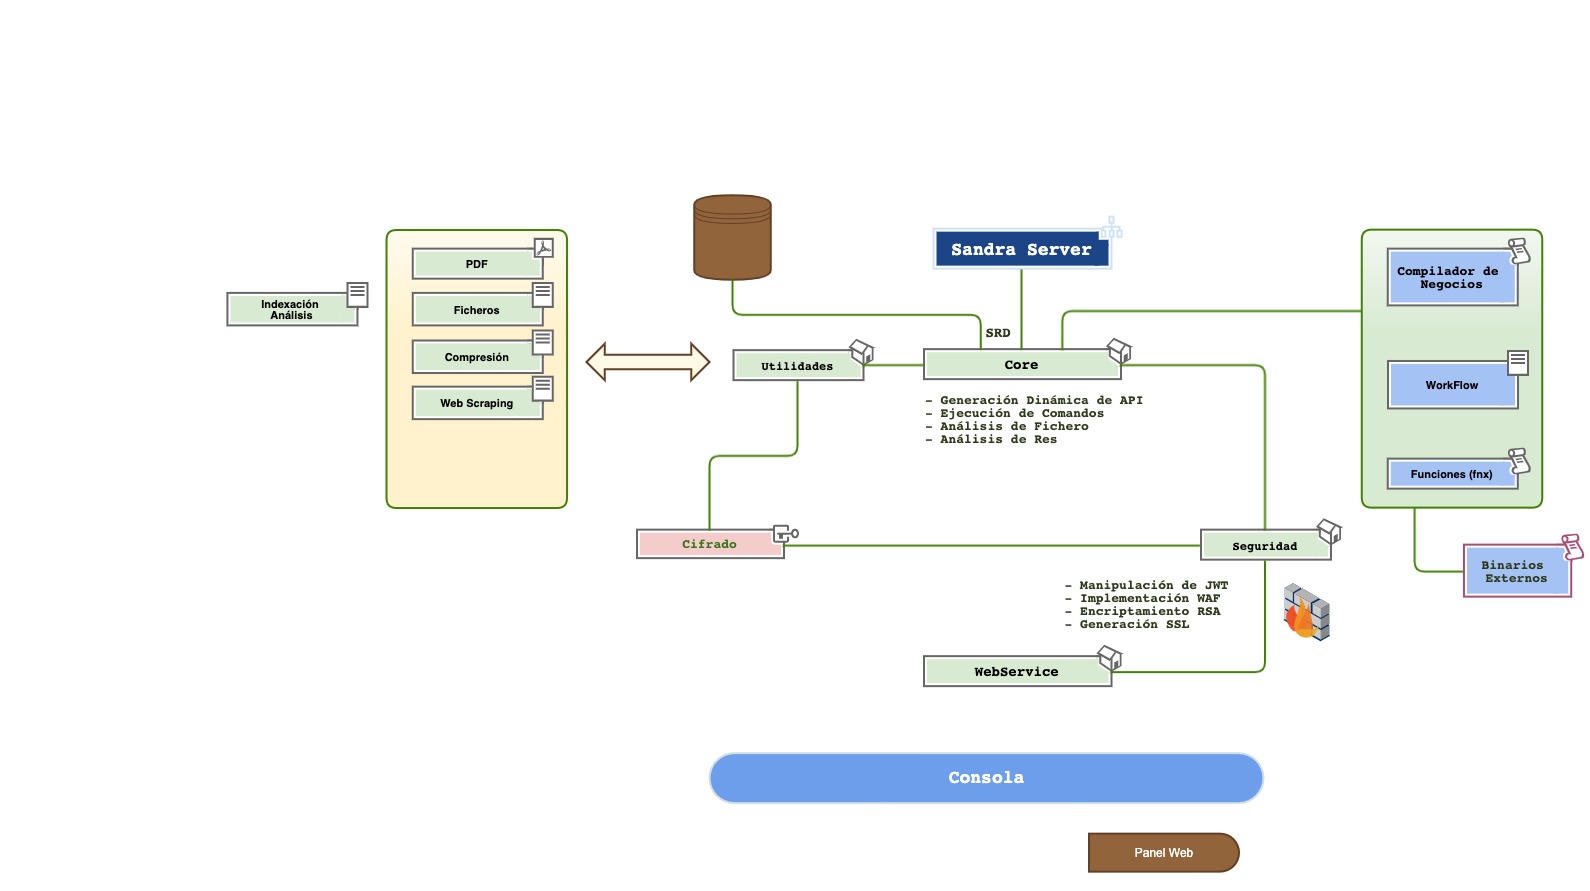 Sandra Server
PDF
Compilador de
Negocios
Indexación
Análisis
Ficheros
SRD
Compresión
Utilidades
Core
WorkFlow
Web Scraping
- Generación Dinámica de API
- Ejecución de Comandos
- Análisis de Fichero
- Análisis de Res
Funciones (fnx)
Cifrado
Seguridad
Binarios
Externos
- Manipulación de JWT
- Implementación WAF
- Encriptamiento RSA
- Generación SSL
WebService
Consola
Panel Web